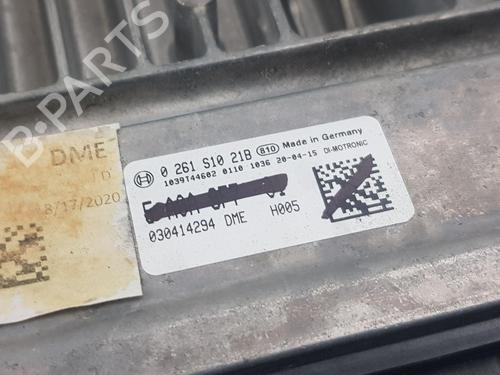 B-PARTS
DME
8/17/2020
0 261 S10 21B 810 Made in Germany
1039T44602 0110 1036 20-04-15 DI-MOTRONIC
030414294 DME H005